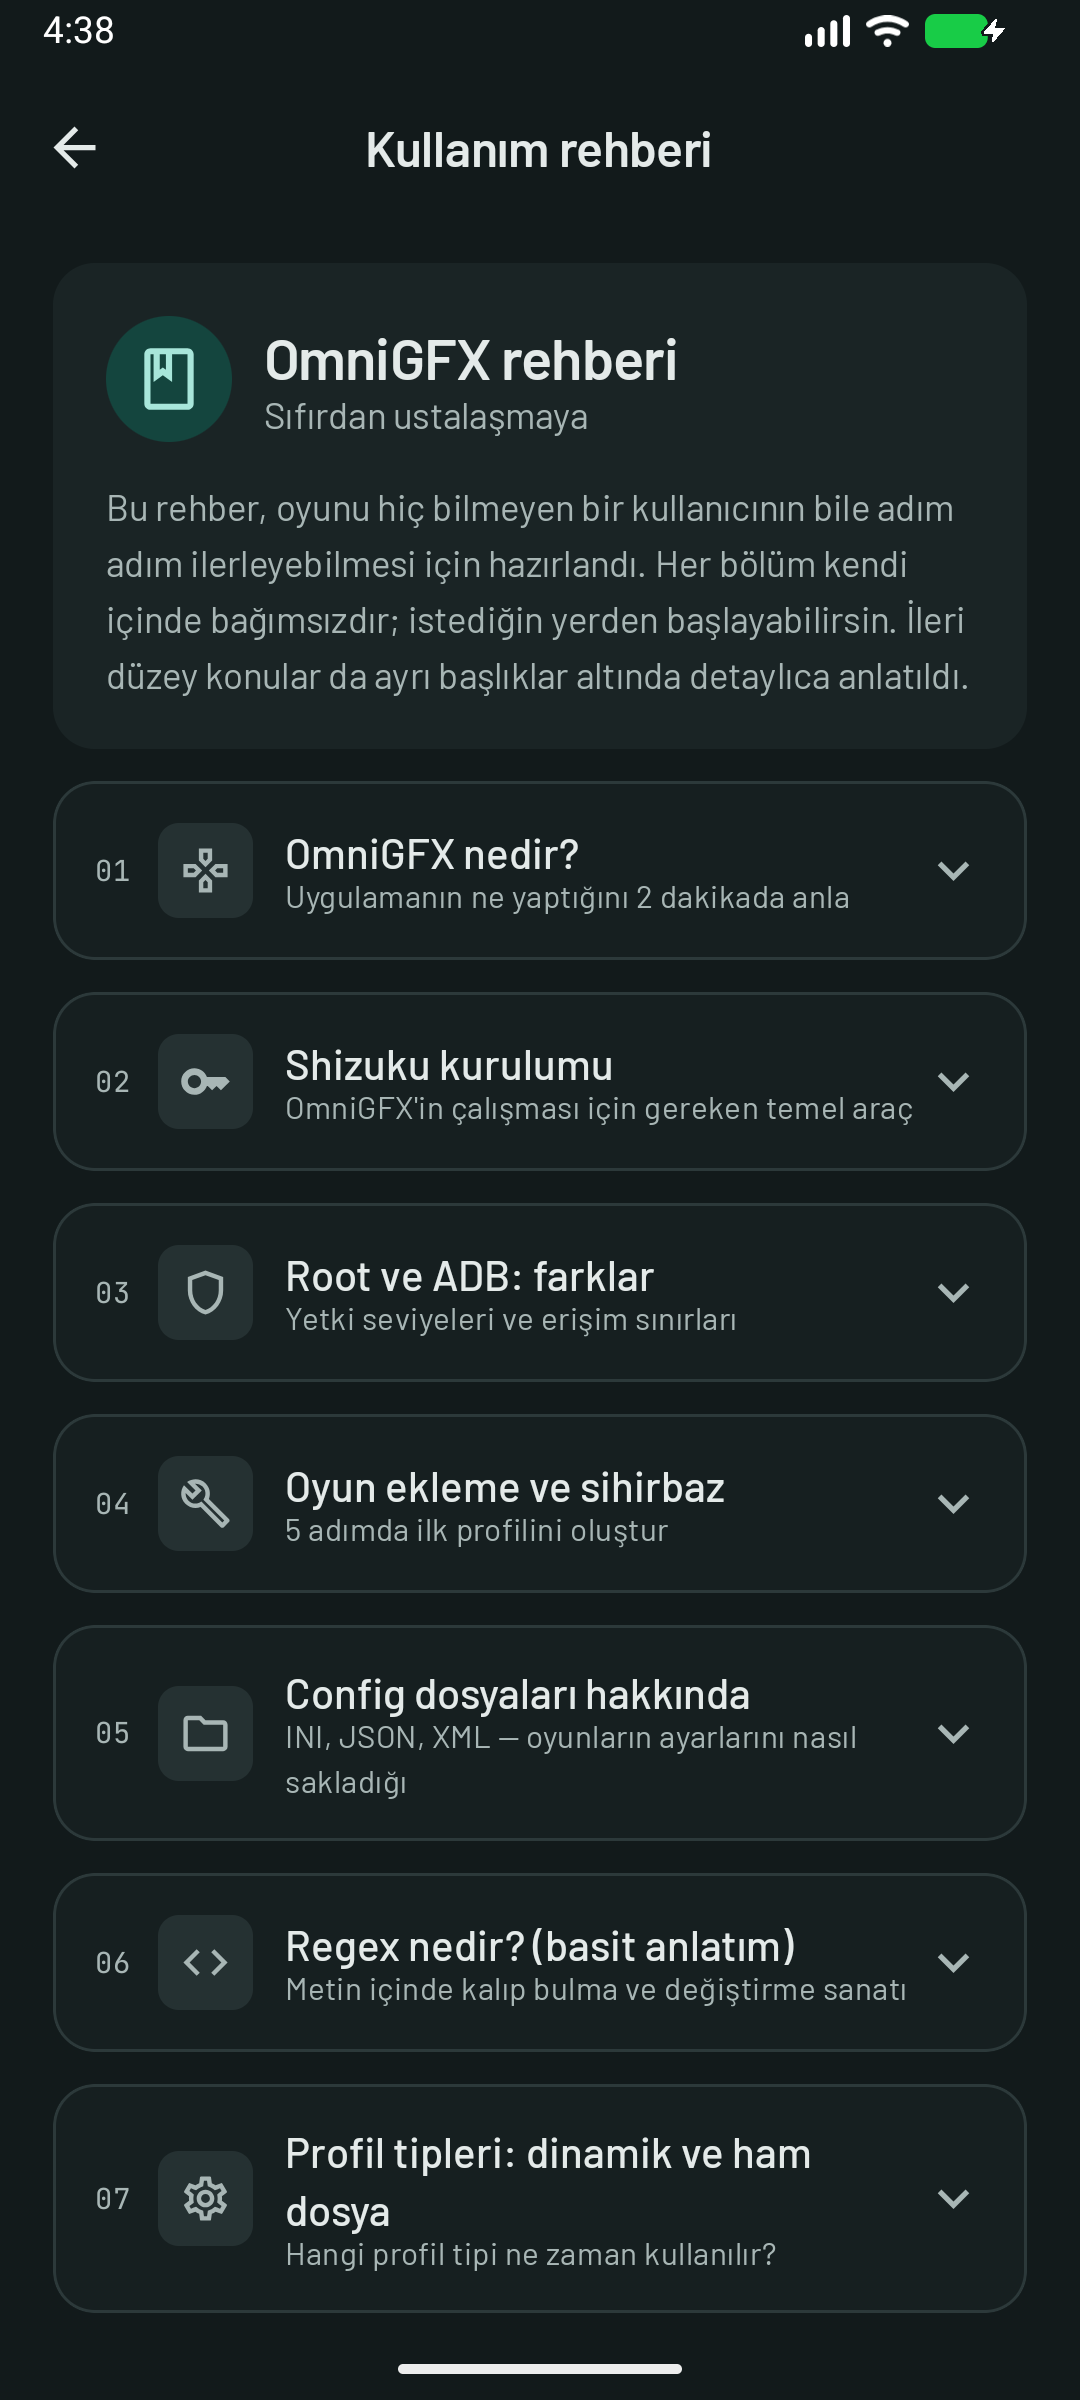 4:38
Kullanım rehberi
OmniGFX rehberi
Sıfırdan ustalaşmaya
Bu rehber, oyunu hiç bilmeyen bir kullanıcının bile adım
adım ilerleyebilmesi için hazırlandı. Her bölüm kendi
içinde bağımsızdır; istediğin yerden başlayabilirsin. İleri
düzey konular da ayrı başlıklar altında detaylıca anlatıldı.
01
OmniGFX nedir?
Uygulamanın ne yaptığını 2 dakikada anla
02
Shizuku kurulumu
OmniGFX'in çalışması için gereken temel araç
03
Root ve ADB: farklar
Yetki seviyeleri ve erişim sınırları
04
Oyun ekleme ve sihirbaz
5 adımda ilk profilini oluştur
05
Config dosyaları hakkında
INI, JSON, XML — oyunların ayarlarını nasıl
sakladığı
06
Regex nedir? (basit anlatım)
Metin içinde kalıp bulma ve değiştirme sanatı
07
Profil tipleri: dinamik ve ham
dosya
Hangi profil tipi ne zaman kullanılır?